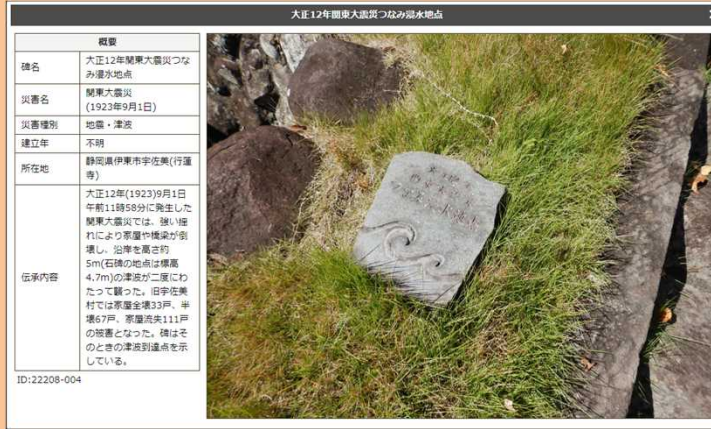 大正12年関東大震災つなみ浸水地点
概要
碑名
大正12年関東大震災つな
み浸水地点
災害名
関東大震災
(1923年9月1日)
災害種別
地震・津波
建立年
不明
所在地
静岡県伊東市宇佐美(行蓮
寺)
伝承内容
大正12年(1923)9月1日
午前11時58分に発生した
関東大震災では、強い揺
れにより家屋や橋梁が倒
壊し、沿岸を高さ約
5m(石碑の地点は標高
4.7m)の津波が二度にわ
たって襲った。旧宇佐美
村では家屋全壊33戸、半
壊67戸、家屋流失111戸
の被害となった。碑はそ
のときの津波到達点を示
している。
ID:22208-004